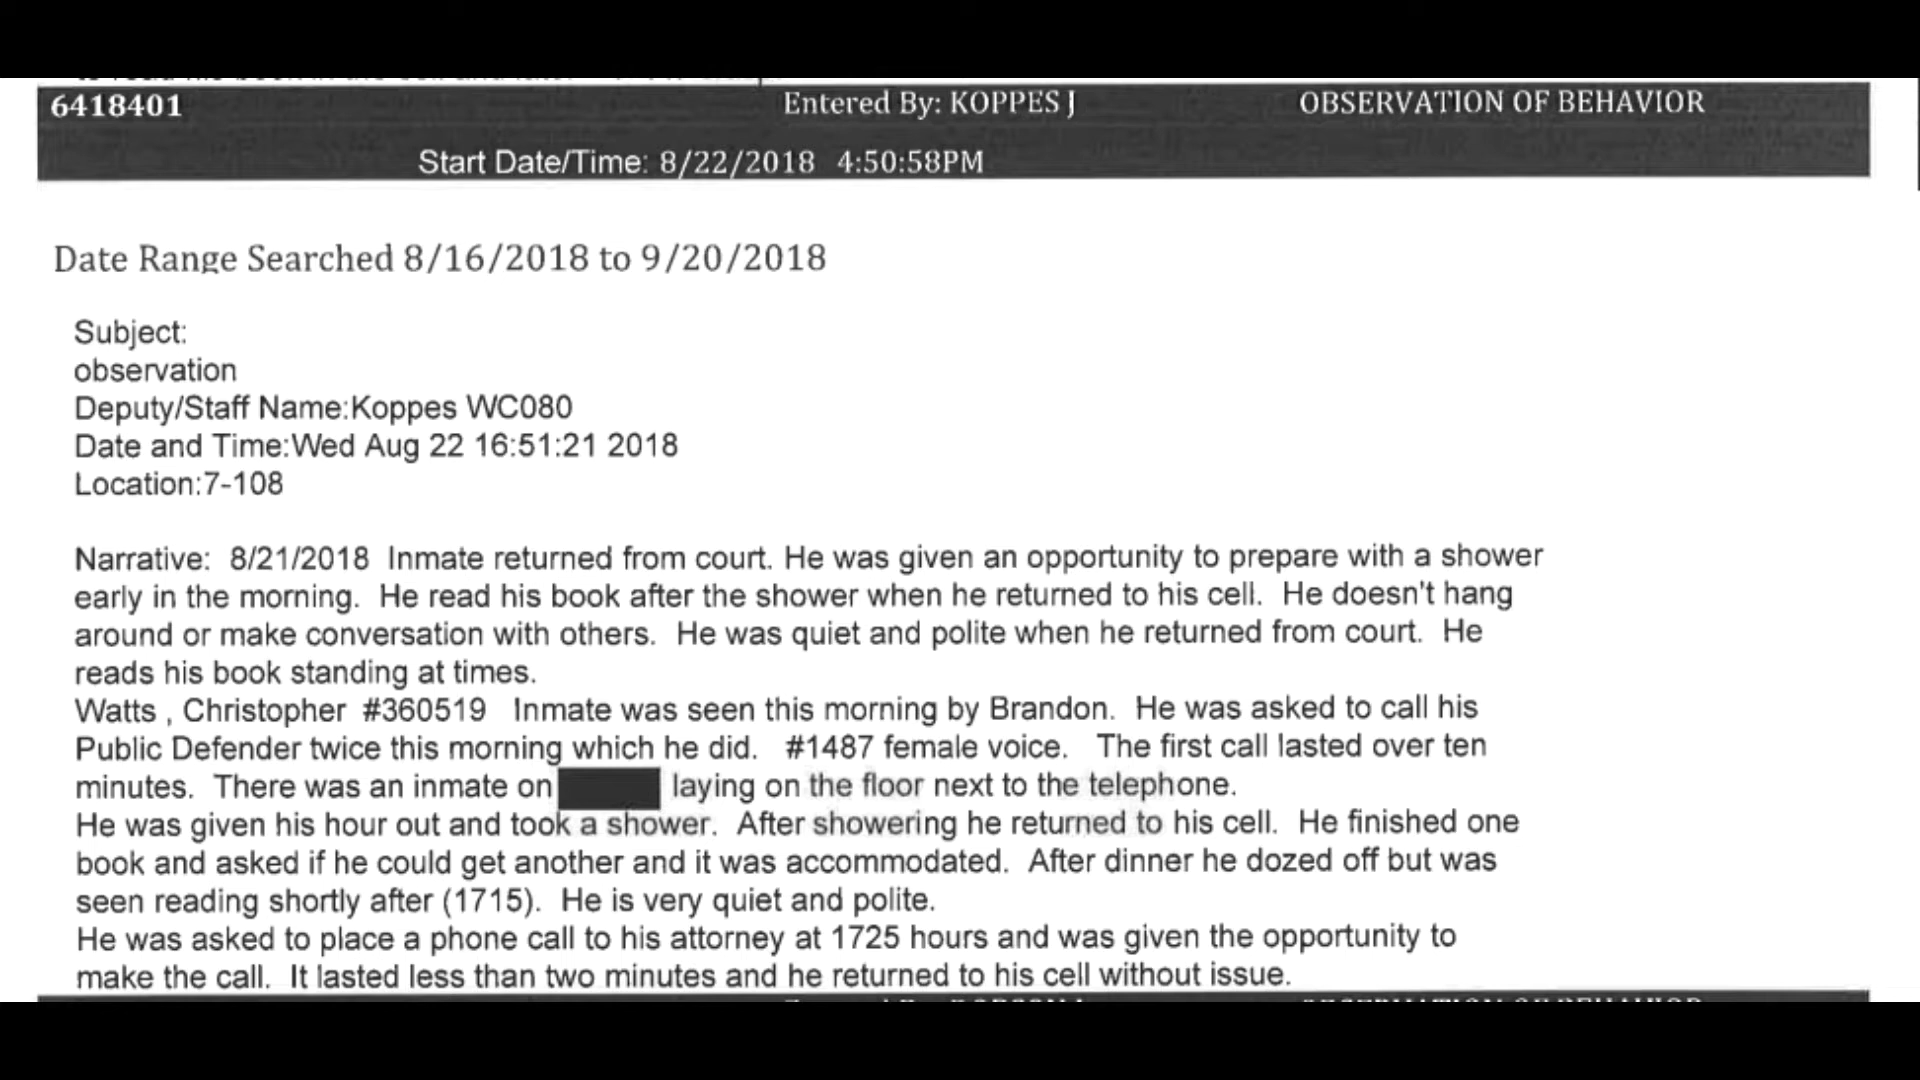 6418401 Entered By: KOPPES J OBSERVATION OF BEHAVIOR
Start Date/Time: 8/22/2018 4:50:58PM
Date Range Searched 8/16/2018 to 9/20/2018
Subject:
observation
Deputy/Staff Name:Koppes WC080
Date and Time:Wed Aug 22 16:51:21 2018
Location:7-108
Narrative: 8/21/2018 Inmate returned from court. He was given an opportunity to prepare with a shower
early in the morning. He read his book after the shower when he returned to his cell. He doesn't hang
around or make conversation with others. He was quiet and polite when he returned from court. He
reads his book standing at times.
Watts , Christopher #360519 Inmate was seen this morning by Brandon. He was asked to call his
Public Defender twice this morning which he did. #1487 female voice. The first call lasted over ten
minutes. There was an inmate on laying on the floor next to the telephone.
He was given his hour out and took a shower. After showering he returned to his cell. He finished one
book and asked if he could get another and it was accommodated. After dinner he dozed off but was
seen reading shortly after (1715). He is very quiet and polite.
He was asked to place a phone call to his attorney at 1725 hours and was given the opportunity to
make the call. It lasted less than two minutes and he returned to his cell without issue.